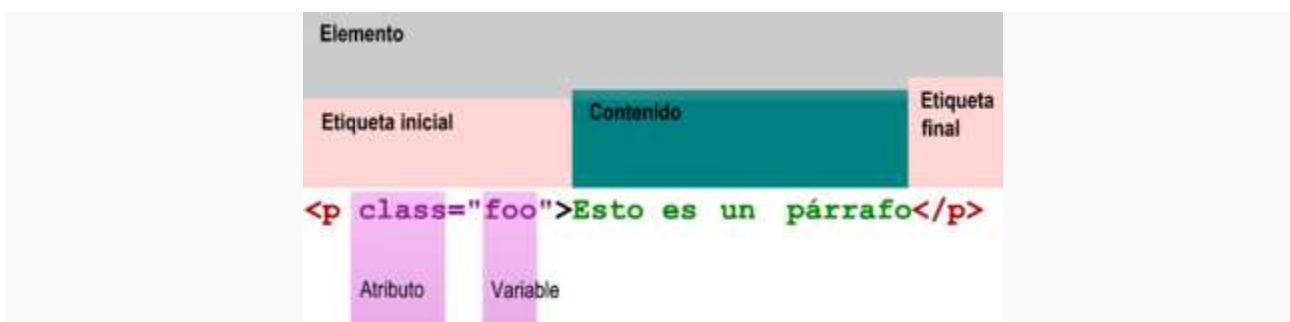 Elemento
Etiqueta inicial
Contenido
Etiqueta
final
<p class="foo">Esto es un párrafo</p>
Atributo
Variable